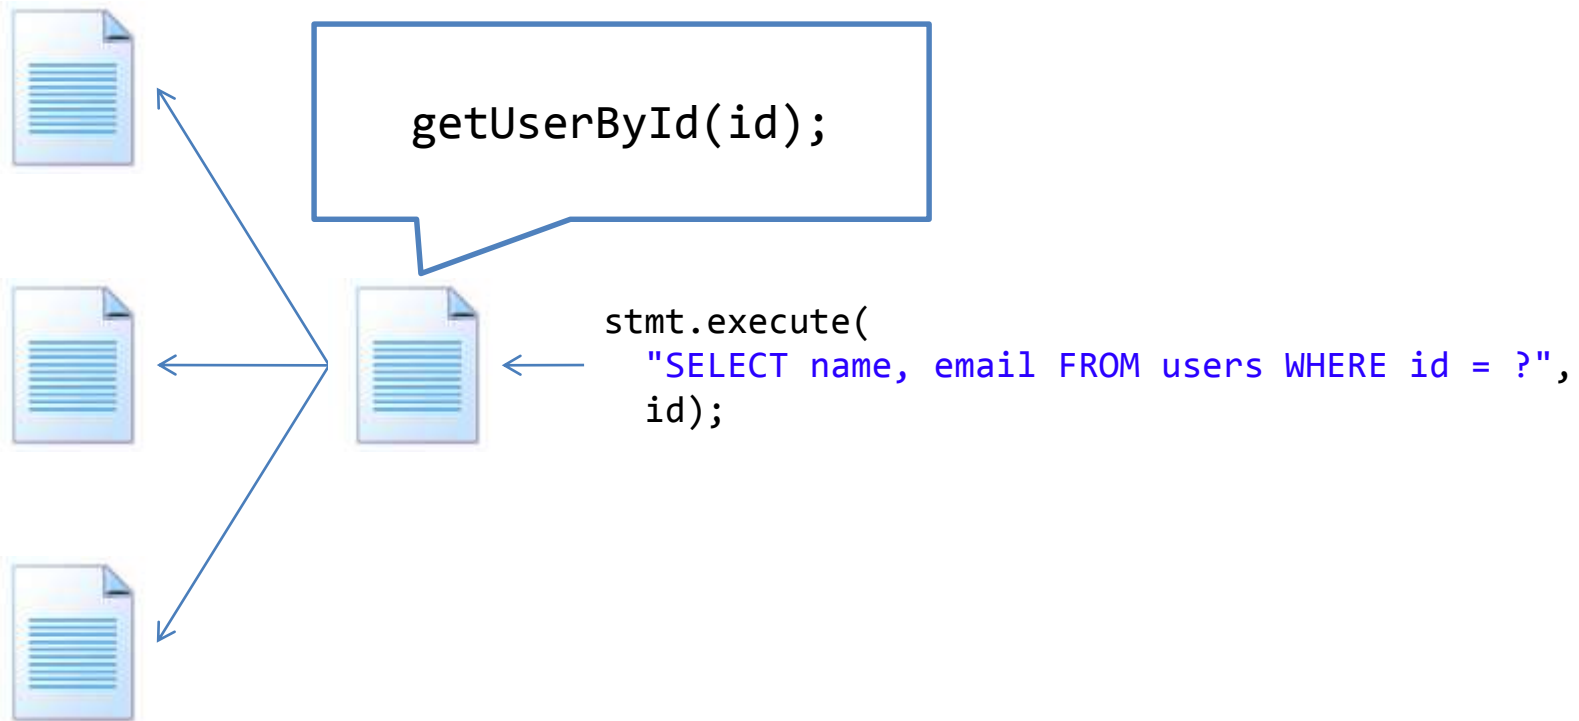 getUserById(id);
stmt.execute(
"SELECT name, email FROM users WHERE id = ?",
id);